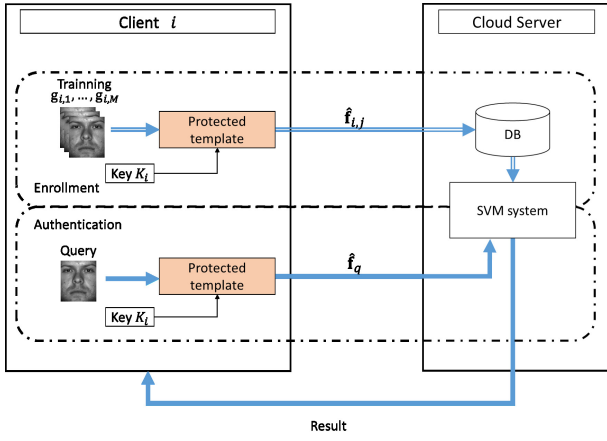 Client i
Cloud Server
Trainning
g_{i,1}, ..., g_{i,M}
Protected
template
f̂_{i,j}
DB
Key K_i
Enrollment
SVM system
Authentication
Query
Protected
template
f̂_q
Key K_i
Result